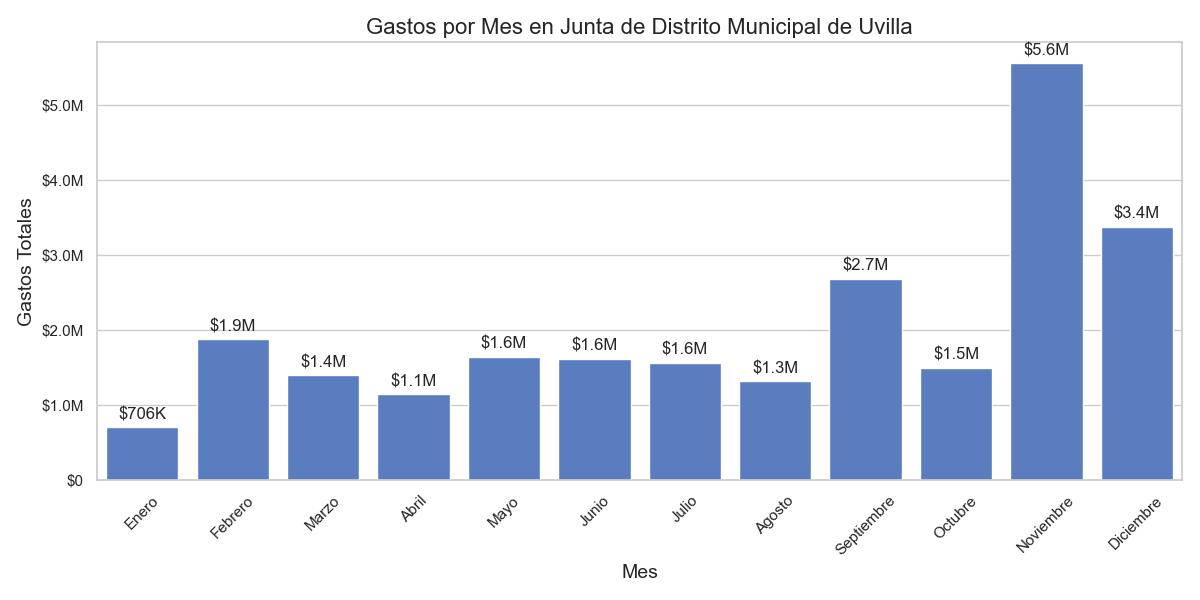 Gastos por Mes en Junta de Distrito Municipal de Uvilla
Gastos Totales
$5.0M
$4.0M
$3.0M
$2.0M
$1.0M
$0
$706K
$1.9M
$1.4M
$1.1M
$1.6M
$1.6M
$1.6M
$1.3M
$2.7M
$1.5M
$5.6M
$3.4M
Enero
Febrero
Marzo
Abril
Mayo
Junio
Julio
Agosto
Septiembre
Octubre
Noviembre
Diciembre
Mes